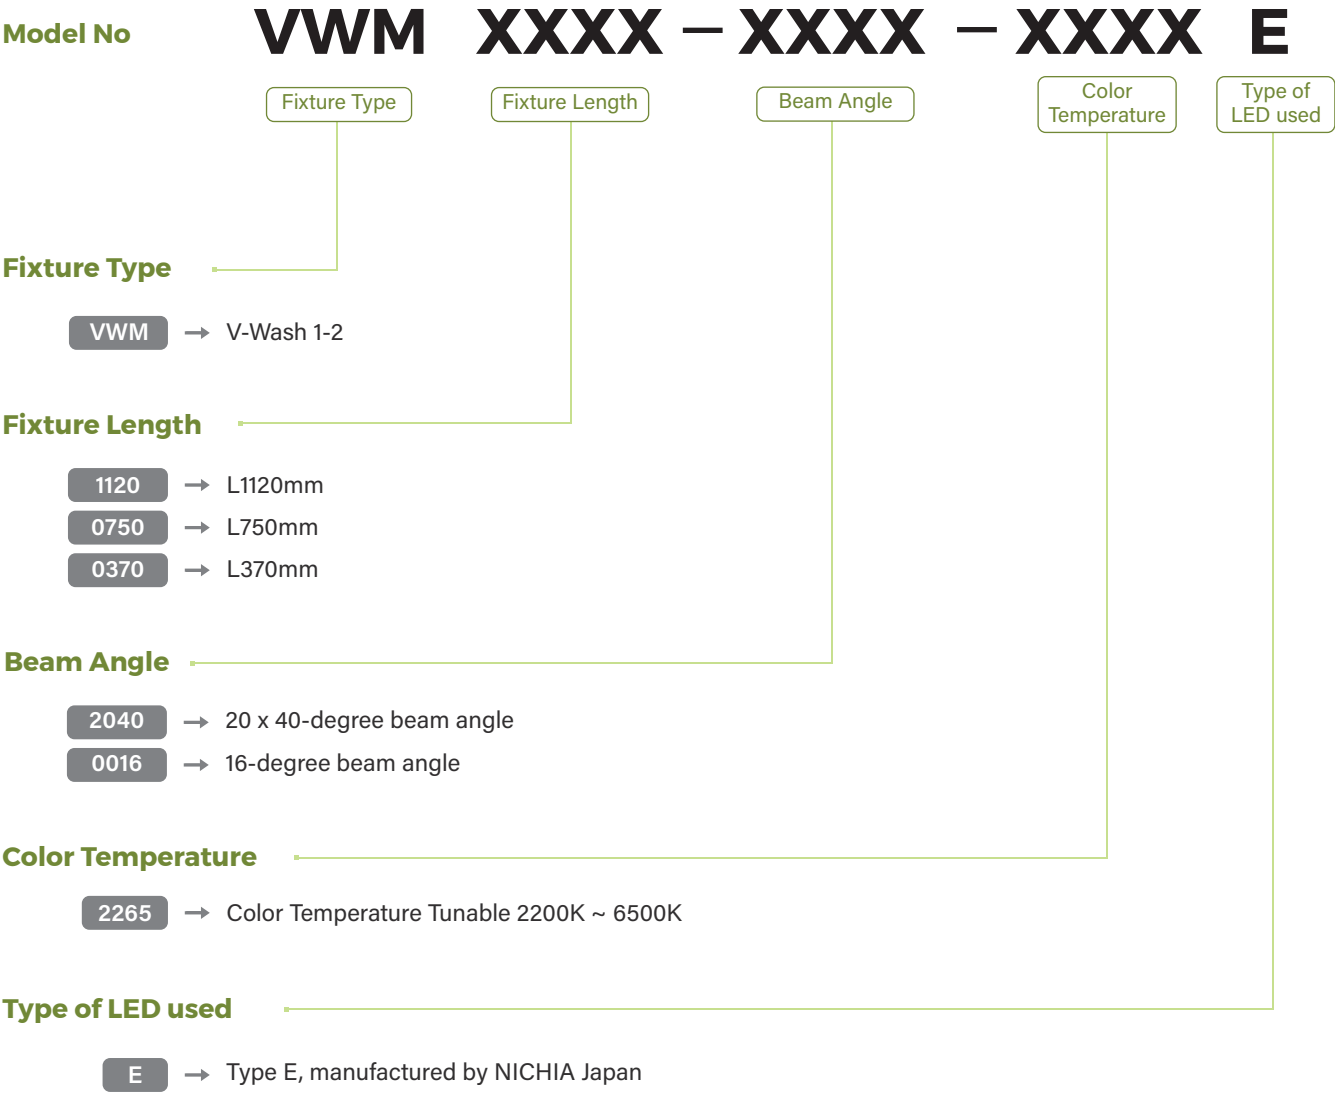 Model No VWM XXXX – XXXX – XXXX E
Fixture Type Fixture Length Beam Angle Color Temperature Type of LED used
Fixture Type
VWM → V-Wash 1-2
Fixture Length
1120 → L1120mm
0750 → L750mm
0370 → L370mm
Beam Angle
2040 → 20 x 40-degree beam angle
0016 → 16-degree beam angle
Color Temperature
2265 → Color Temperature Tunable 2200K ~ 6500K
Type of LED used
E → Type E, manufactured by NICHIA Japan